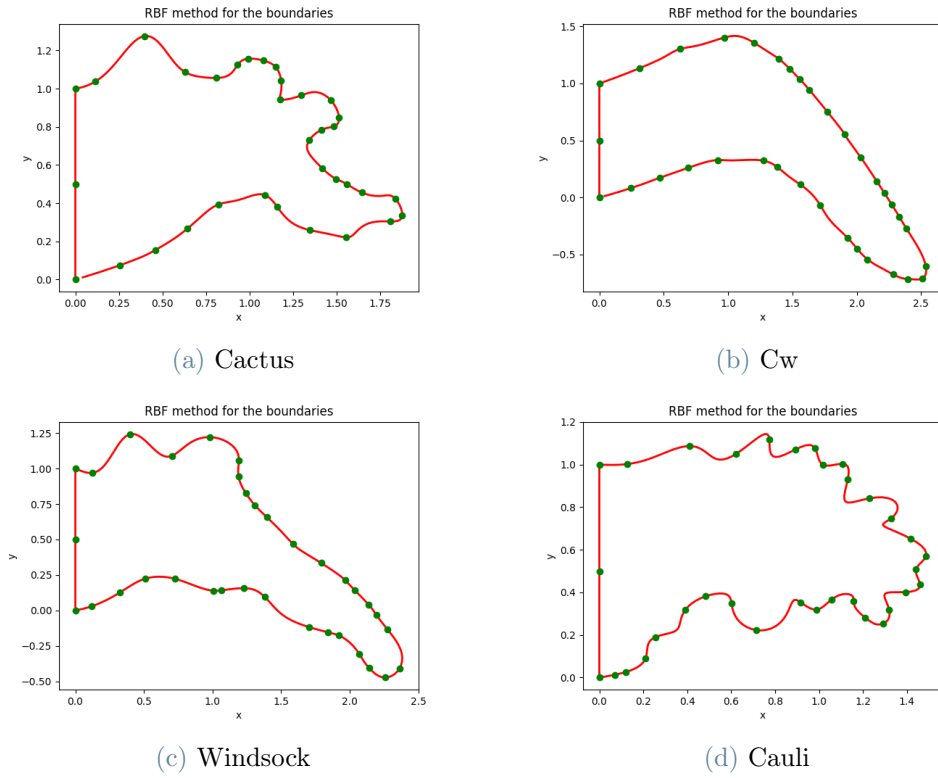 RBF method for the boundaries
1.2
1.0
0.8
0.6
0.4
0.2
0.0
y
0.00 0.25 0.50 0.75 1.00 1.25 1.50 1.75
x
(a) Cactus
RBF method for the boundaries
1.5
1.0
0.5
0.0
−0.5
y
0.0 0.5 1.0 1.5 2.0 2.5
x
(b) Cw
RBF method for the boundaries
1.25
1.00
0.75
0.50
0.25
0.00
−0.25
−0.50
y
0.0 0.5 1.0 1.5 2.0 2.5
x
(c) Windsock
RBF method for the boundaries
1.2
1.0
0.8
0.6
0.4
0.2
0.0
y
0.0 0.2 0.4 0.6 0.8 1.0 1.2 1.4
x
(d) Cauli